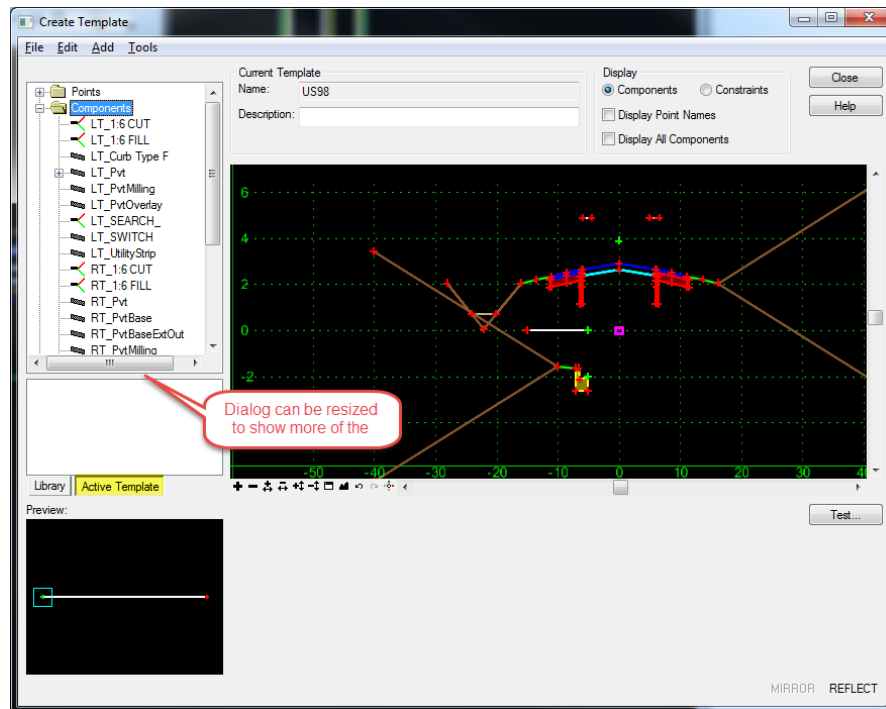 Create Template
File Edit Add Tools
Points
Components
LT_1:6 CUT
LT_1:6 FILL
LT_Curb Type F
LT_Pvt
LT_PvtMilling
LT_PvtOverlay
LT_SEARCH_
LT_SWITCH
LT_UtilityStrip
RT_1:6 CUT
RT_1:6 FILL
RT_Pvt
RT_PvtBase
RT_PvtBaseExtOut
RT_PvtMilling
Current Template
Name: US98
Description:
Display
Components Constraints
Display Point Names
Display All Components
Close
Help
6
4
2
0
-2
-50 -40 -30 -20 -10 0 10 20 30 40
Dialog can be resized
to show more of the
Library Active Template
Preview:
Test...
MIRROR REFLECT